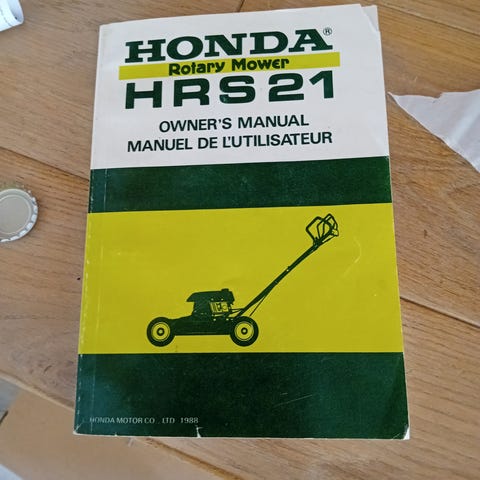 HONDA®
Rotary Mower
HRS21
OWNER'S MANUAL
MANUEL DE L'UTILISATEUR
HONDA MOTOR CO., LTD 1988